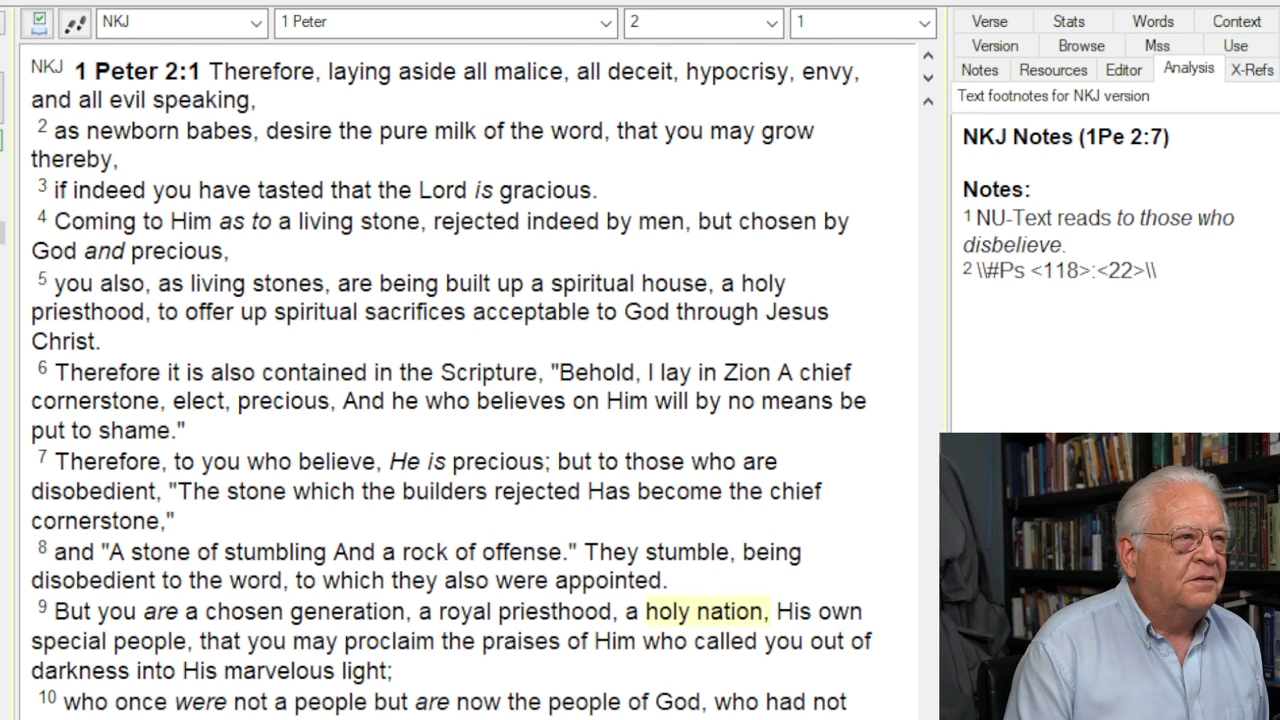 NKJ 1 Peter 2 1
NKJ 1 Peter 2:1 Therefore, laying aside all malice, all deceit, hypocrisy, envy,
and all evil speaking,
2 as newborn babes, desire the pure milk of the word, that you may grow
thereby,
3 if indeed you have tasted that the Lord is gracious.
4 Coming to Him as to a living stone, rejected indeed by men, but chosen by
God and precious,
5 you also, as living stones, are being built up a spiritual house, a holy
priesthood, to offer up spiritual sacrifices acceptable to God through Jesus
Christ.
6 Therefore it is also contained in the Scripture, "Behold, I lay in Zion A chief
cornerstone, elect, precious, And he who believes on Him will by no means be
put to shame."
7 Therefore, to you who believe, He is precious; but to those who are
disobedient, "The stone which the builders rejected Has become the chief
cornerstone,"
8 and "A stone of stumbling And a rock of offense." They stumble, being
disobedient to the word, to which they also were appointed.
9 But you are a chosen generation, a royal priesthood, a holy nation, His own
special people, that you may proclaim the praises of Him who called you out of
darkness into His marvelous light;
10 who once were not a people but are now the people of God, who had not
Verse Stats Words Context
Version Browse Mss Use
Notes Resources Editor Analysis X-Refs
Text footnotes for NKJ version
NKJ Notes (1Pe 2:7)
Notes:
1 NU-Text reads to those who
disbelieve.
2 \\#Ps <118>:<22>\\